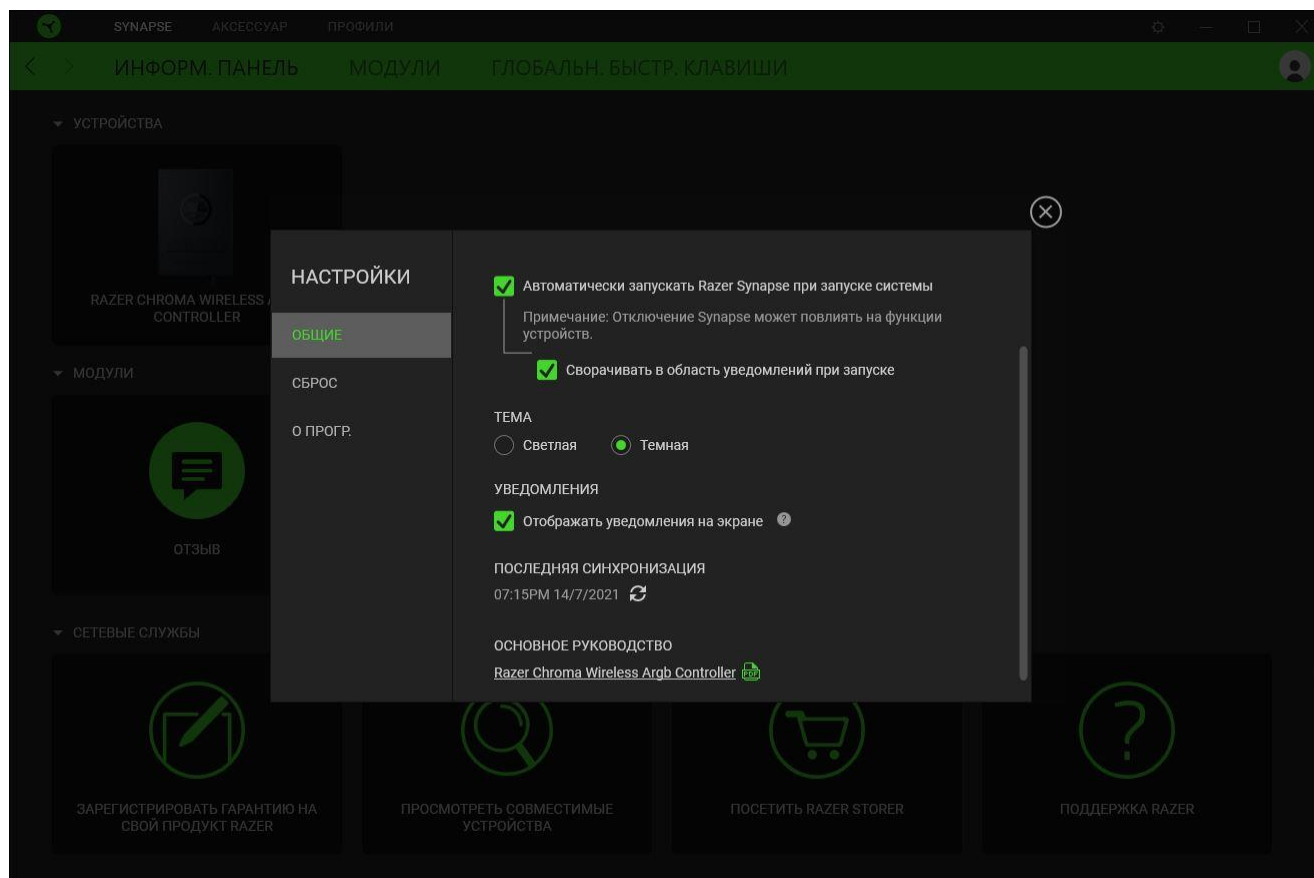 SYNAPSE АКСЕССУАР ПРОФИЛИ
ИНФОРМ. ПАНЕЛЬ МОДУЛИ ГЛОБАЛЬН. БЫСТР. КЛАВИШИ
УСТРОЙСТВА
RAZER CHROMA WIRELESS
CONTROLLER
МОДУЛИ
ОТЗЫВ
НАСТРОЙКИ
ОБЩИЕ
СБРОС
О ПРОГР.
Автоматически запускать Razer Synapse при запуске системы
Примечание: Отключение Synapse может повлиять на функции
устройств.
Сворачивать в область уведомлений при запуске
ТЕМА
Светлая Темная
УВЕДОМЛЕНИЯ
Отображать уведомления на экране ?
ПОСЛЕДНЯЯ СИНХРОНИЗАЦИЯ
07:15PM 14/7/2021
ОСНОВНОЕ РУКОВОДСТВО
Razer Chroma Wireless Argb Controller PDF
СЕТЕВЫЕ СЛУЖБЫ
ЗАРЕГИСТРИРОВАТЬ ГАРАНТИЮ НА
СВОЙ ПРОДУКТ RAZER
ПРОСМОТРЕТЬ СОВМЕСТИМЫЕ
УСТРОЙСТВА
ПОСЕТИТЬ RAZER STORER
ПОДДЕРЖКА RAZER